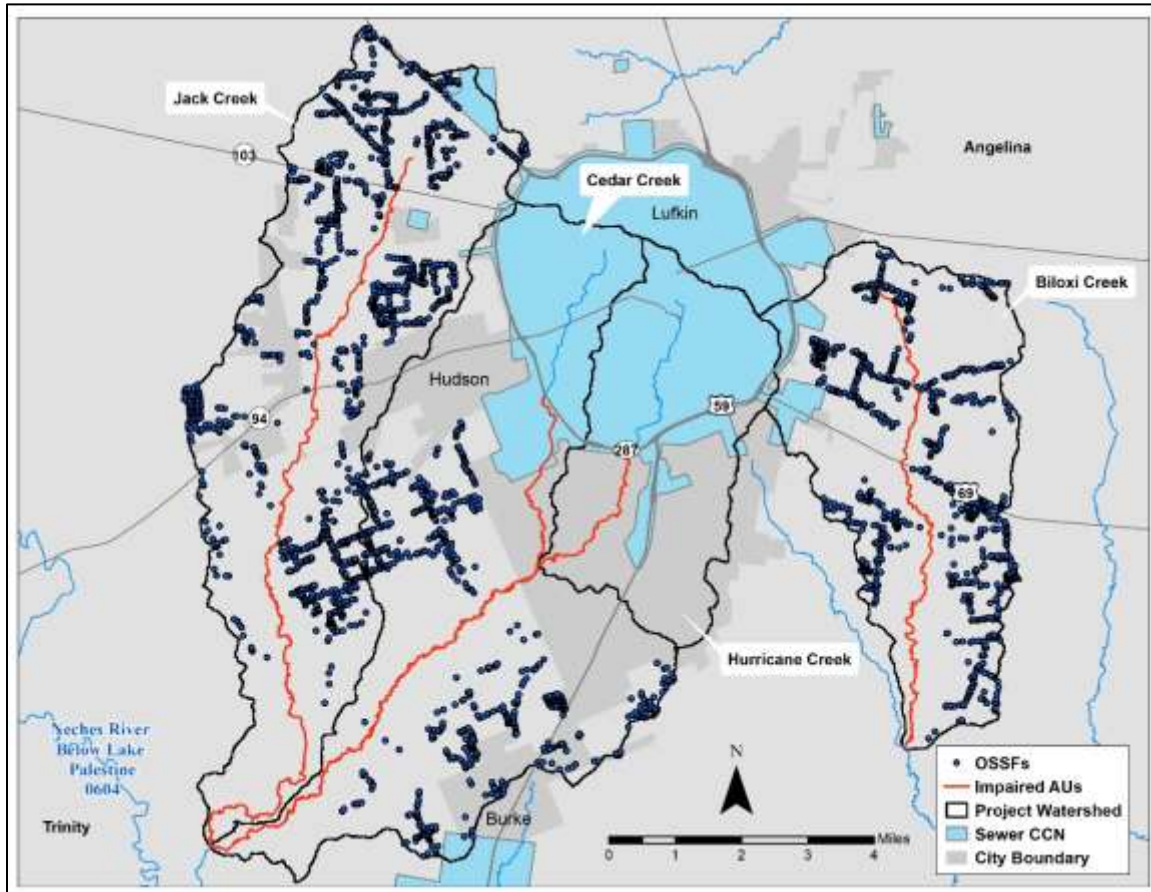 Jack Creek
103
Cedar Creek
Lufkin
Angelina
Biloxi Creek
Hudson
94
59
287
69
Hurricane Creek
Neches River
Below Lake
Palestine
0604
Trinity
Burke
N
Miles
0 1 2 3 4
OSSFs
Impaired AUs
Project Watershed
Sewer CCN
City Boundary